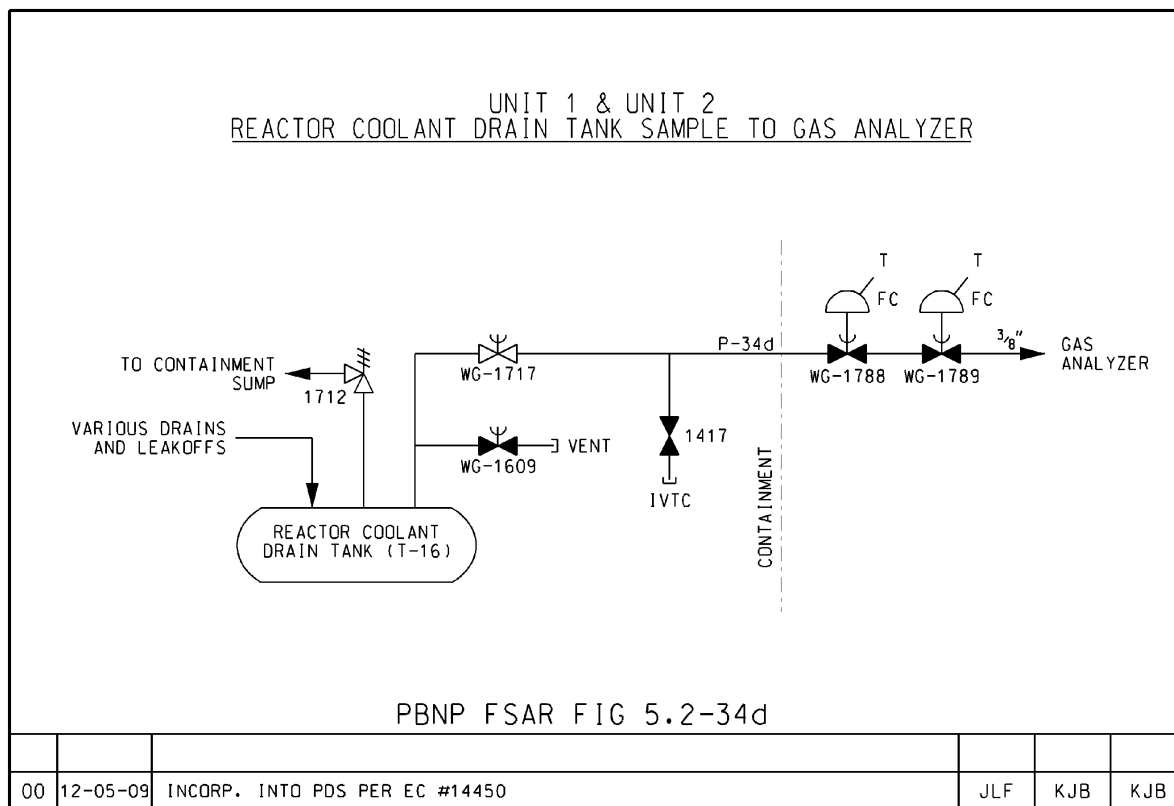 UNIT 1 & UNIT 2
REACTOR COOLANT DRAIN TANK SAMPLE TO GAS ANALYZER
T
T
FC
FC
3/8"
P-34d
GAS
ANALYZER
TO CONTAINMENT
SUMP
1712
WG-1717
WG-1788
WG-1789
VARIOUS DRAINS
AND LEAKOFFS
WG-1609
VENT
1417
IVTC
CONTAINMENT
REACTOR COOLANT
DRAIN TANK (T-16)
PBNP FSAR FIG 5.2-34d
00 12-05-09 INCORP. INTO PDS PER EC #14450 JLF KJB KJB